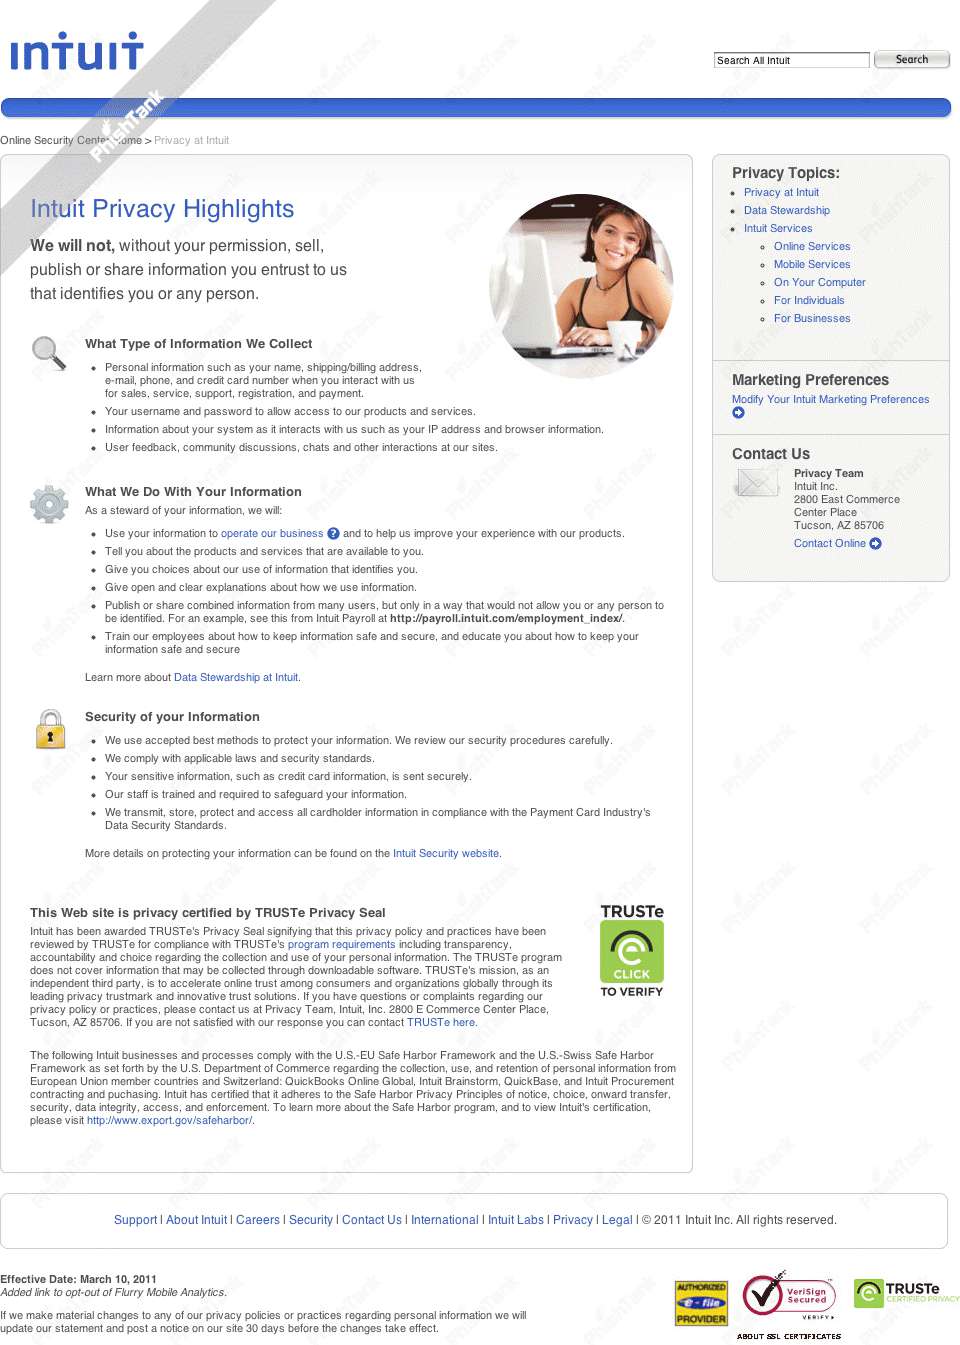 INTUIT
Search All Intuit
Search
PhishTank
Online Security Center Home > Privacy at Intuit
Intuit Privacy Highlights
We will not, without your permission, sell,
publish or share information you entrust to us
that identifies you or any person.
What Type of Information We Collect
Personal information such as your name, shipping/billing address,
e-mail, phone, and credit card number when you interact with us
for sales, service, support, registration, and payment.
Your username and password to allow access to our products and services.
Information about your system as it interacts with us such as your IP address and browser information.
User feedback, community discussions, chats and other interactions at our sites.
What We Do With Your Information
As a steward of your information, we will:
Use your information to operate our business ? and to help us improve your experience with our products.
Tell you about the products and services that are available to you.
Give you choices about our use of information that identifies you.
Give open and clear explanations about how we use information.
Publish or share combined information from many users, but only in a way that would not allow you or any person to
be identified. For an example, see this from Intuit Payroll at http://payroll.intuit.com/employment_index/.
Train our employees about how to keep information safe and secure, and educate you about how to keep your
information safe and secure
Learn more about Data Stewardship at Intuit.
Security of your Information
We use accepted best methods to protect your information. We review our security procedures carefully.
We comply with applicable laws and security standards.
Your sensitive information, such as credit card information, is sent securely.
Our staff is trained and required to safeguard your information.
We transmit, store, protect and access all cardholder information in compliance with the Payment Card Industry's
Data Security Standards.
More details on protecting your information can be found on the Intuit Security website.
This Web site is privacy certified by TRUSTe Privacy Seal
Intuit has been awarded TRUSTe's Privacy Seal signifying that this privacy policy and practices have been
reviewed by TRUSTe for compliance with TRUSTe's program requirements including transparency,
accountability and choice regarding the collection and use of your personal information. The TRUSTe program
does not cover information that may be collected through downloadable software. TRUSTe's mission, as an
independent third party, is to accelerate online trust among consumers and organizations globally through its
leading privacy trustmark and innovative trust solutions. If you have questions or complaints regarding our
privacy policy or practices, please contact us at Privacy Team, Intuit, Inc. 2800 E Commerce Center Place,
Tucson, AZ 85706. If you are not satisfied with our response you can contact TRUSTe here.
TRUSTe
CLICK
TO VERIFY
The following Intuit businesses and processes comply with the U.S.-EU Safe Harbor Framework and the U.S.-Swiss Safe Harbor
Framework as set forth by the U.S. Department of Commerce regarding the collection, use, and retention of personal information from
European Union member countries and Switzerland: QuickBooks Online Global, Intuit Brainstorm, QuickBase, and Intuit Procurement
contracting and puchasing. Intuit has certified that it adheres to the Safe Harbor Privacy Principles of notice, choice, onward transfer,
security, data integrity, access, and enforcement. To learn more about the Safe Harbor program, and to view Intuit's certification,
please visit http://www.export.gov/safeharbor/.
Privacy Topics:
Privacy at Intuit
Data Stewardship
Intuit Services
Online Services
Mobile Services
On Your Computer
For Individuals
For Businesses
Marketing Preferences
Modify Your Intuit Marketing Preferences
Contact Us
Privacy Team
Intuit Inc.
2800 East Commerce
Center Place
Tucson, AZ 85706
Contact Online
Support | About Intuit | Careers | Security | Contact Us | International | Intuit Labs | Privacy | Legal | © 2011 Intuit Inc. All rights reserved.
Effective Date: March 10, 2011
Added link to opt-out of Flurry Mobile Analytics.
If we make material changes to any of our privacy policies or practices regarding personal information we will
update our statement and post a notice on our site 30 days before the changes take effect.
AUTHORIZED
e-file
PROVIDER
VeriSign
Secured
VERIFY
ABOUT SSL CERTIFICATES
TRUSTe
CERTIFIED PRIVACY